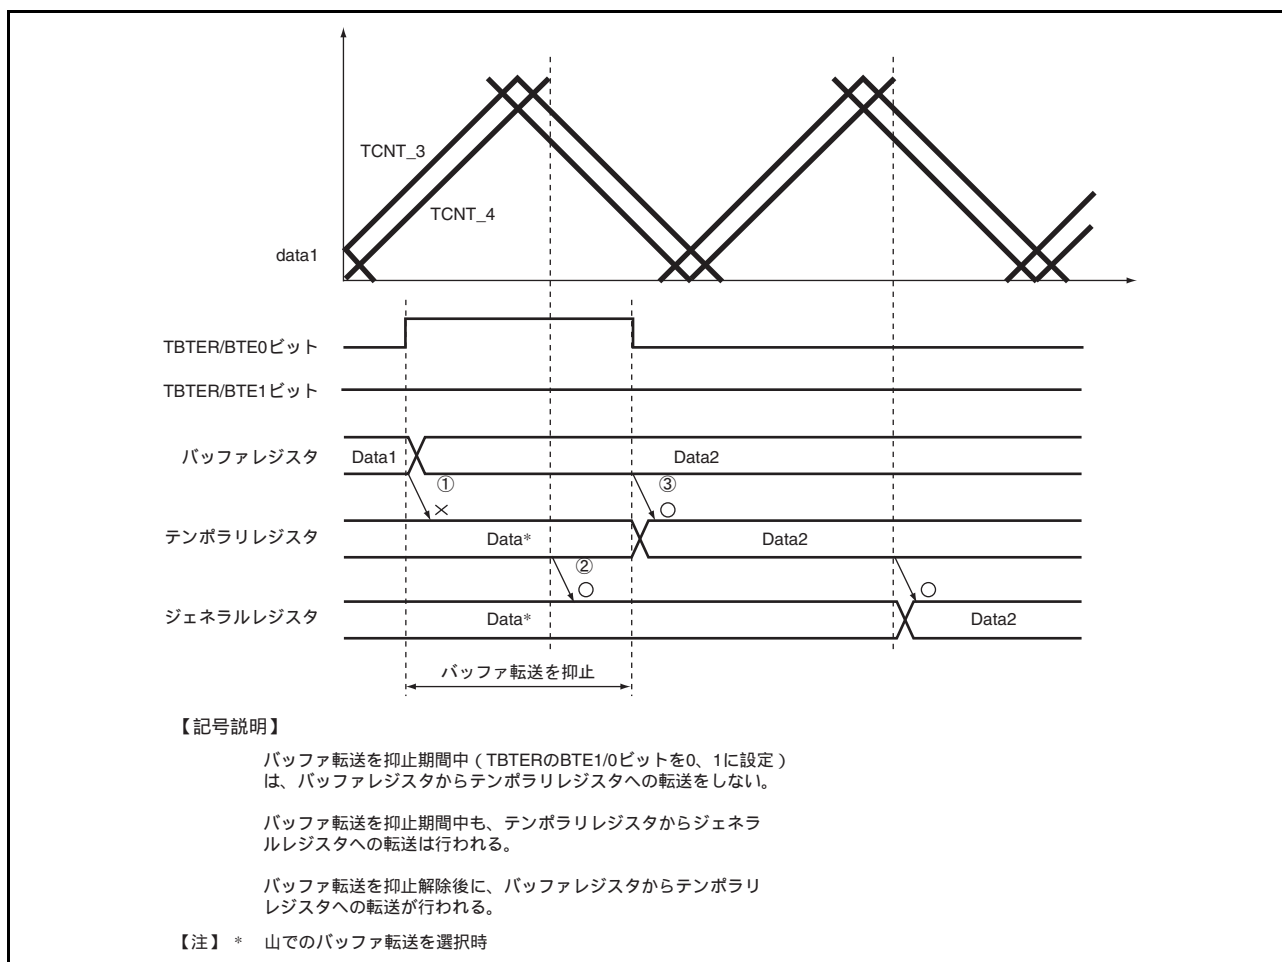 TCNT_3
TCNT_4
data1
TBTER/BTE0ビット
TBTER/BTE1ビット
バッファレジスタ Data1 Data2
① ×
③ ○
テンポラリレジスタ Data* Data2
② ○
○
ジェネラルレジスタ Data* Data2
バッファ転送を抑止
【記号説明】
バッファ転送を抑止期間中（TBTERのBTE1/0ビットを0、1に設定）
は、バッファレジスタからテンポラリレジスタへの転送をしない。
バッファ転送を抑止期間中も、テンポラリレジスタからジェネラ
ルレジスタへの転送は行われる。
バッファ転送を抑止解除後に、バッファレジスタからテンポラリ
レジスタへの転送が行われる。
【注】 * 山でのバッファ転送を選択時